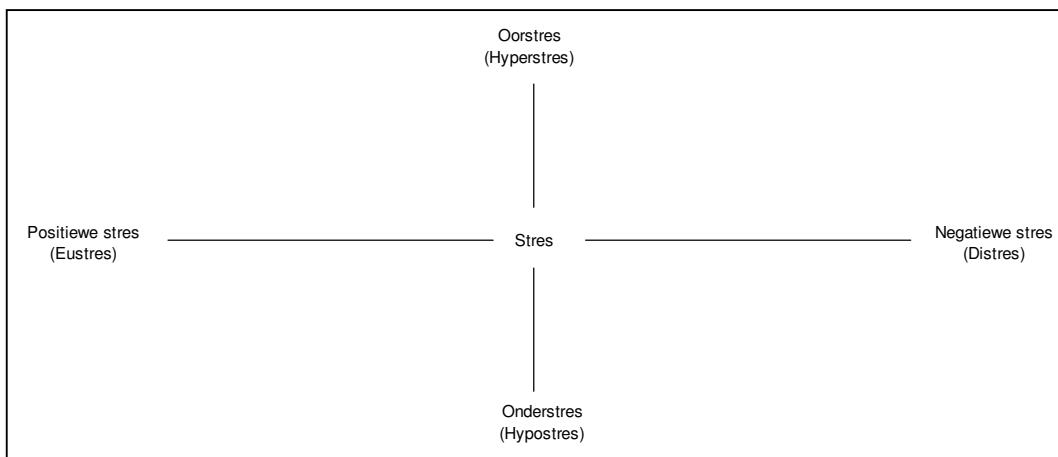 Oorstres
(Hyperstres)
Positiewe stres
(Eustres)
Stres
Negatiewe stres
(Distres)
Onderstres
(Hypostres)